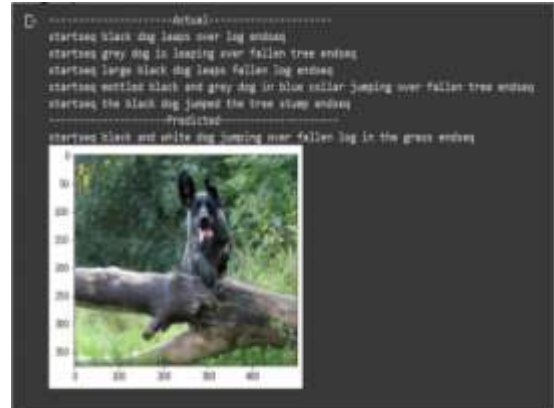 ---------------------Actual---------------------
startseq black dog leaps over log endseq
startseq grey dog is leaping over fallen tree endseq
startseq large black dog leaps fallen log endseq
startseq mottled black and grey dog in blue collar jumping over fallen tree endseq
startseq the black dog jumped the tree stump endseq
--------------------Predicted--------------------
startseq black and white dog jumping over fallen log in the grass endseq
0
50
100
150
200
250
300
350
0
100
200
300
400